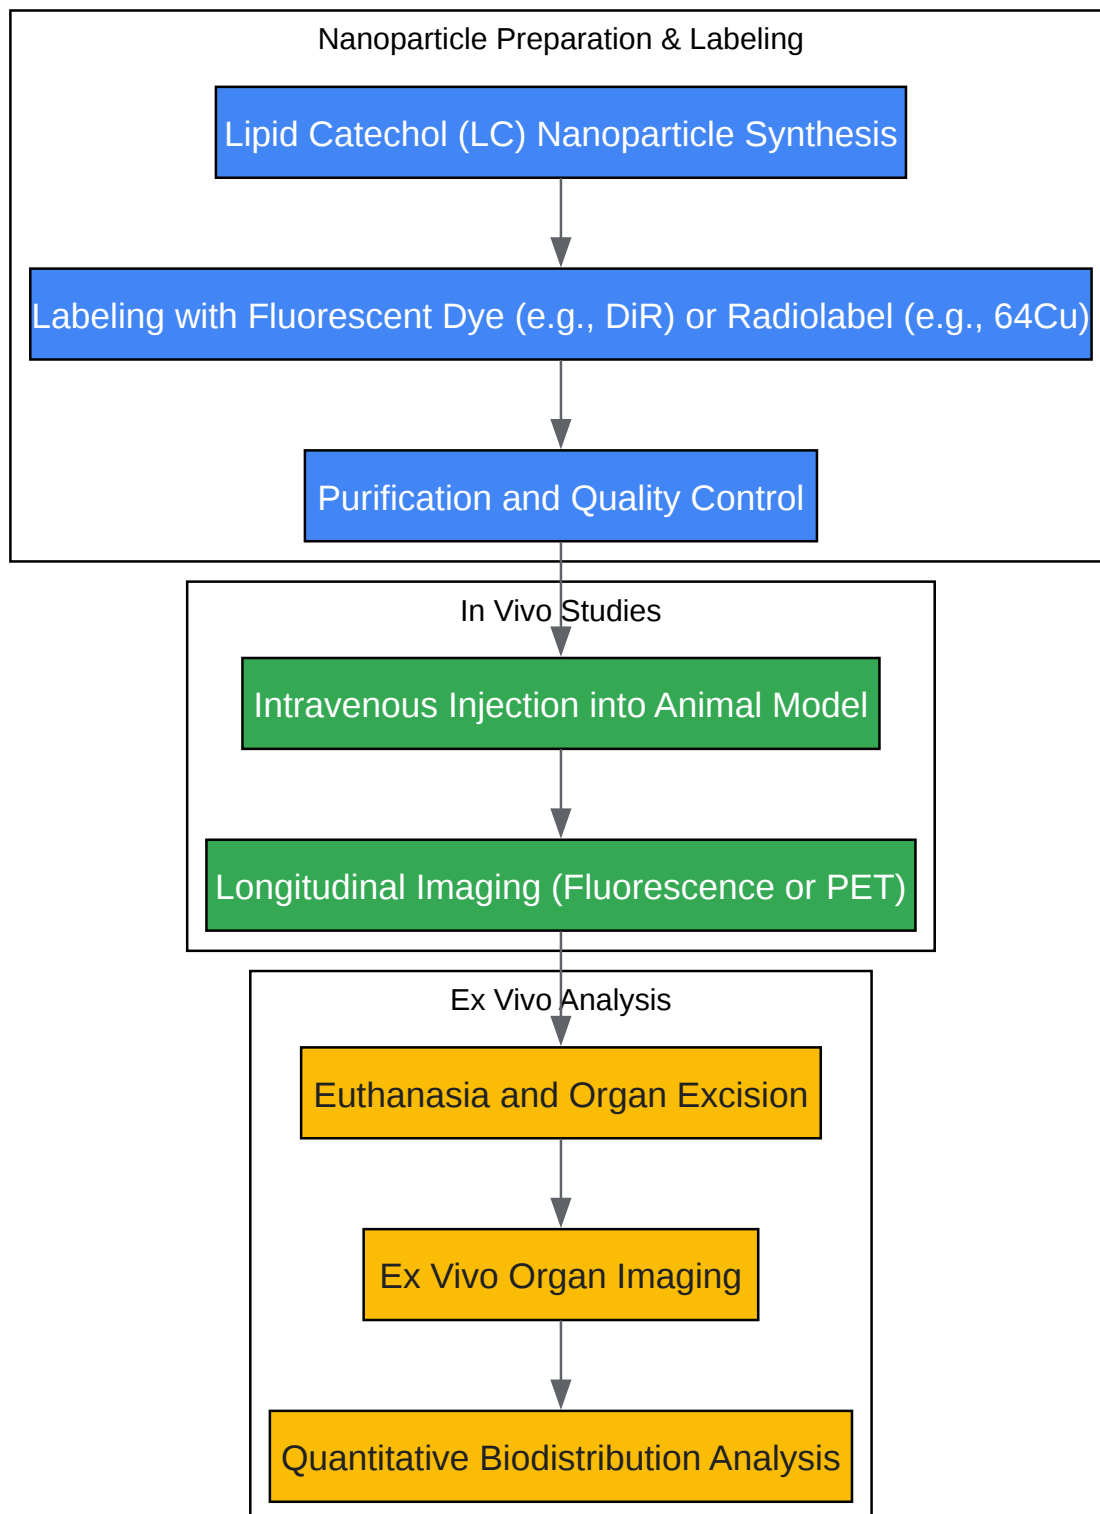 Nanoparticle Preparation & Labeling
Lipid Catechol (LC) Nanoparticle Synthesis
Labeling with Fluorescent Dye (e.g., DiR) or Radiolabel (e.g., 64Cu)
Purification and Quality Control
In Vivo Studies
Intravenous Injection into Animal Model
Longitudinal Imaging (Fluorescence or PET)
Ex Vivo Analysis
Euthanasia and Organ Excision
Ex Vivo Organ Imaging
Quantitative Biodistribution Analysis